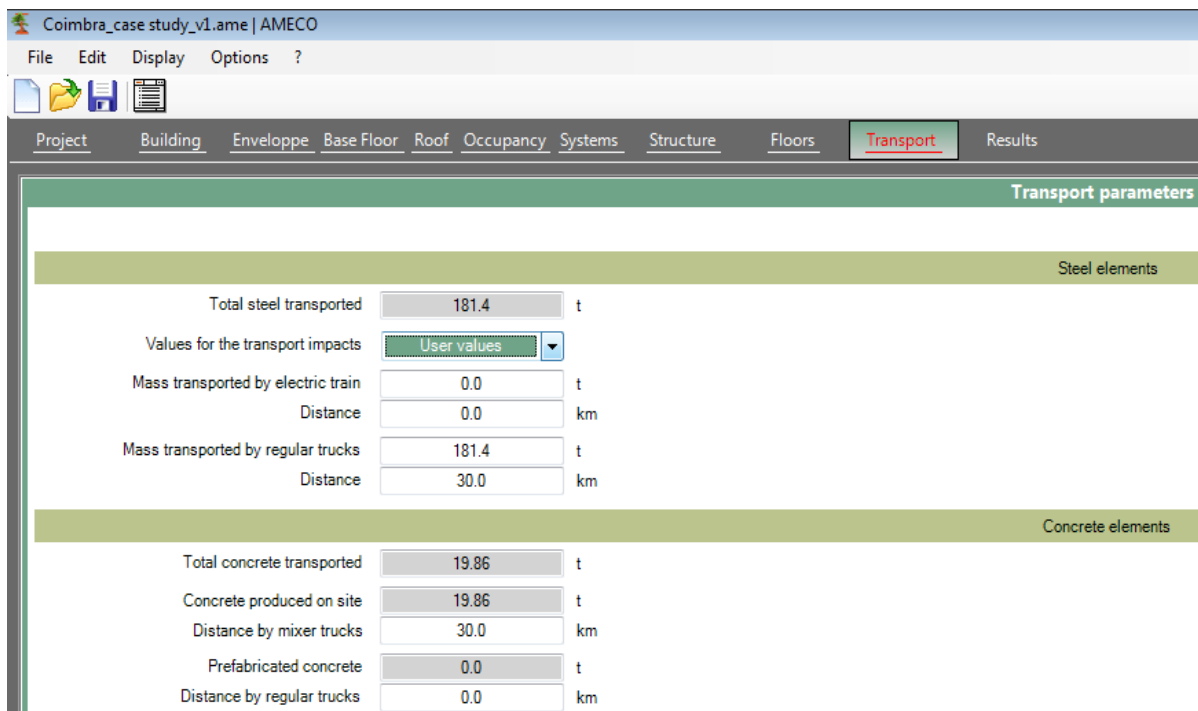 Coimbra_case study_v1.ame | AMECO
File Edit Display Options ?
Project Building Enveloppe Base Floor Roof Occupancy Systems Structure Floors Transport Results
Transport parameters
Steel elements
Total steel transported 181.4 t
Values for the transport impacts User values
Mass transported by electric train 0.0 t
Distance 0.0 km
Mass transported by regular trucks 181.4 t
Distance 30.0 km
Concrete elements
Total concrete transported 19.86 t
Concrete produced on site 19.86 t
Distance by mixer trucks 30.0 km
Prefabricated concrete 0.0 t
Distance by regular trucks 0.0 km